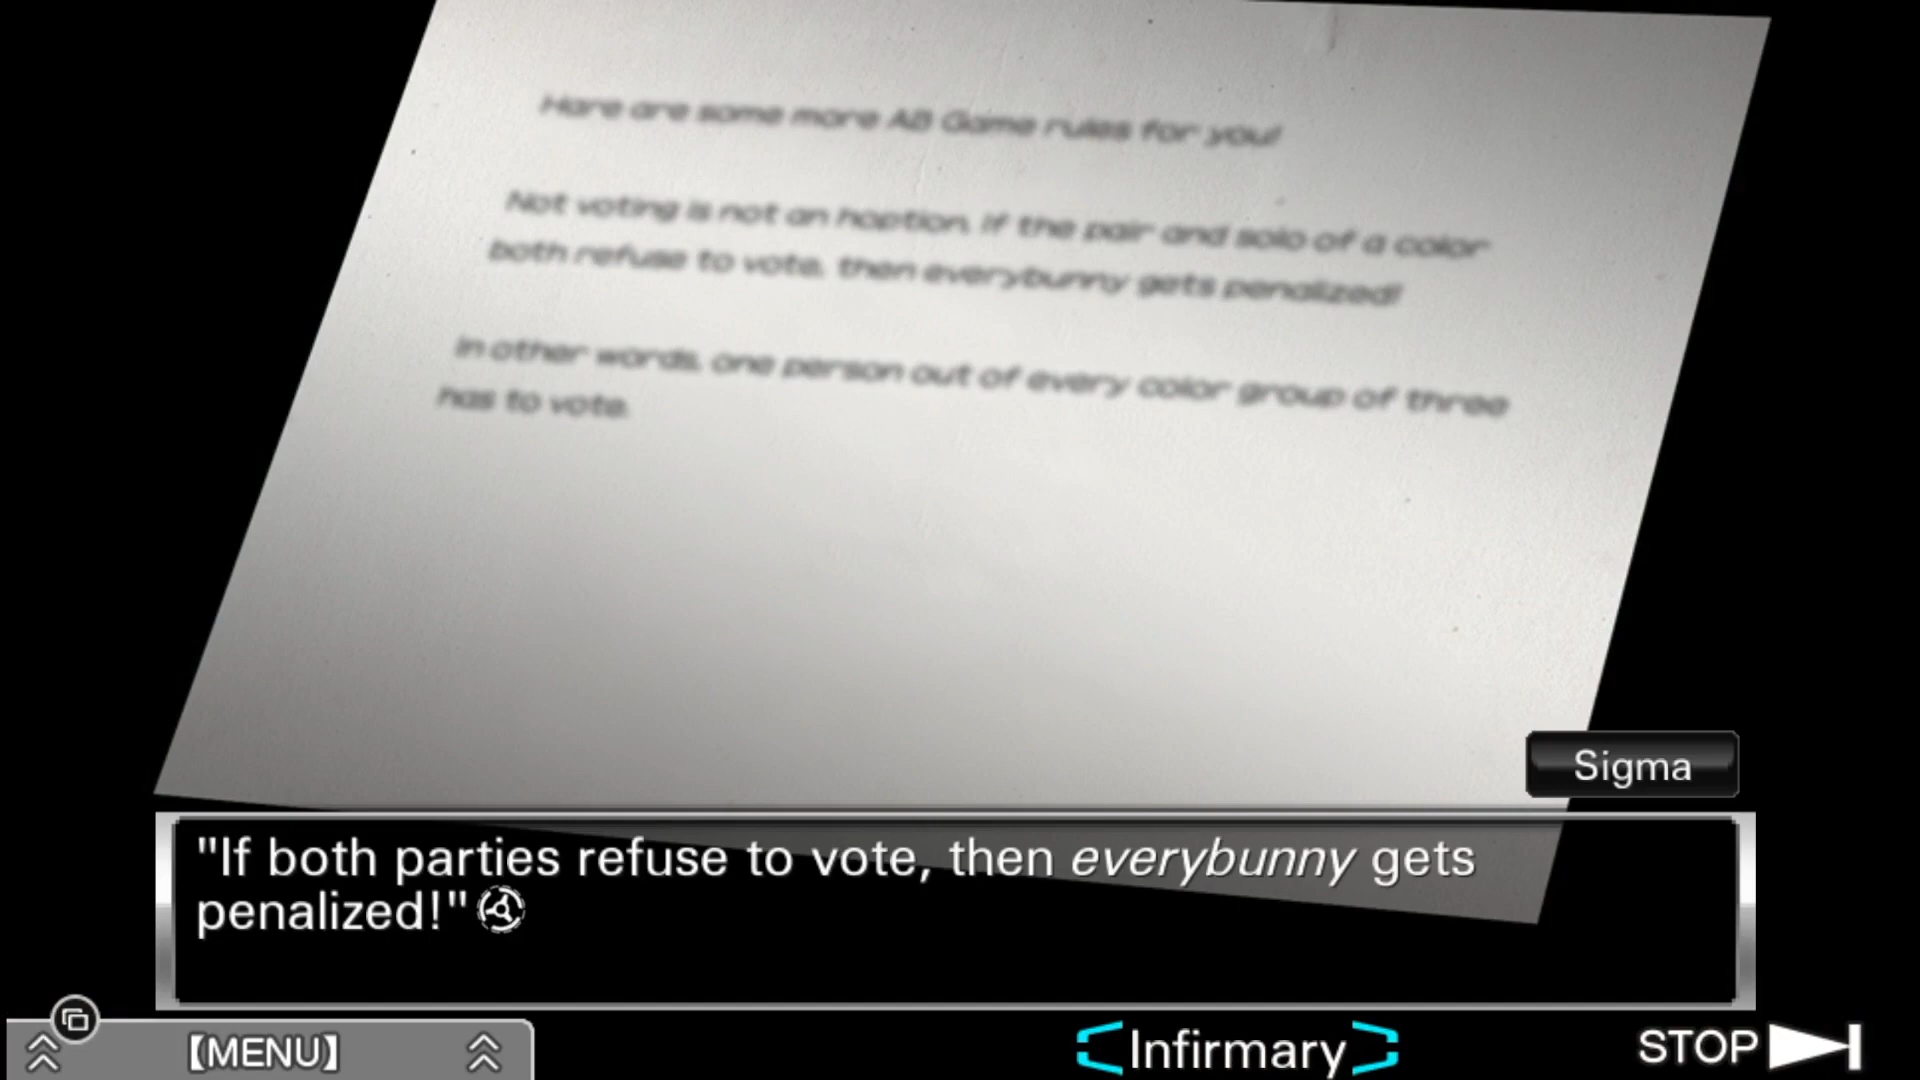 Hare are some more AB Game rules for you!
Not voting is not an hoption. If the pair and solo of a color
both refuse to vote, then everybunny gets penalized!
In other words, one person out of every color group of three
has to vote.
Sigma
"If both parties refuse to vote, then everybunny gets
penalized!"
【MENU】
Infirmary
STOP